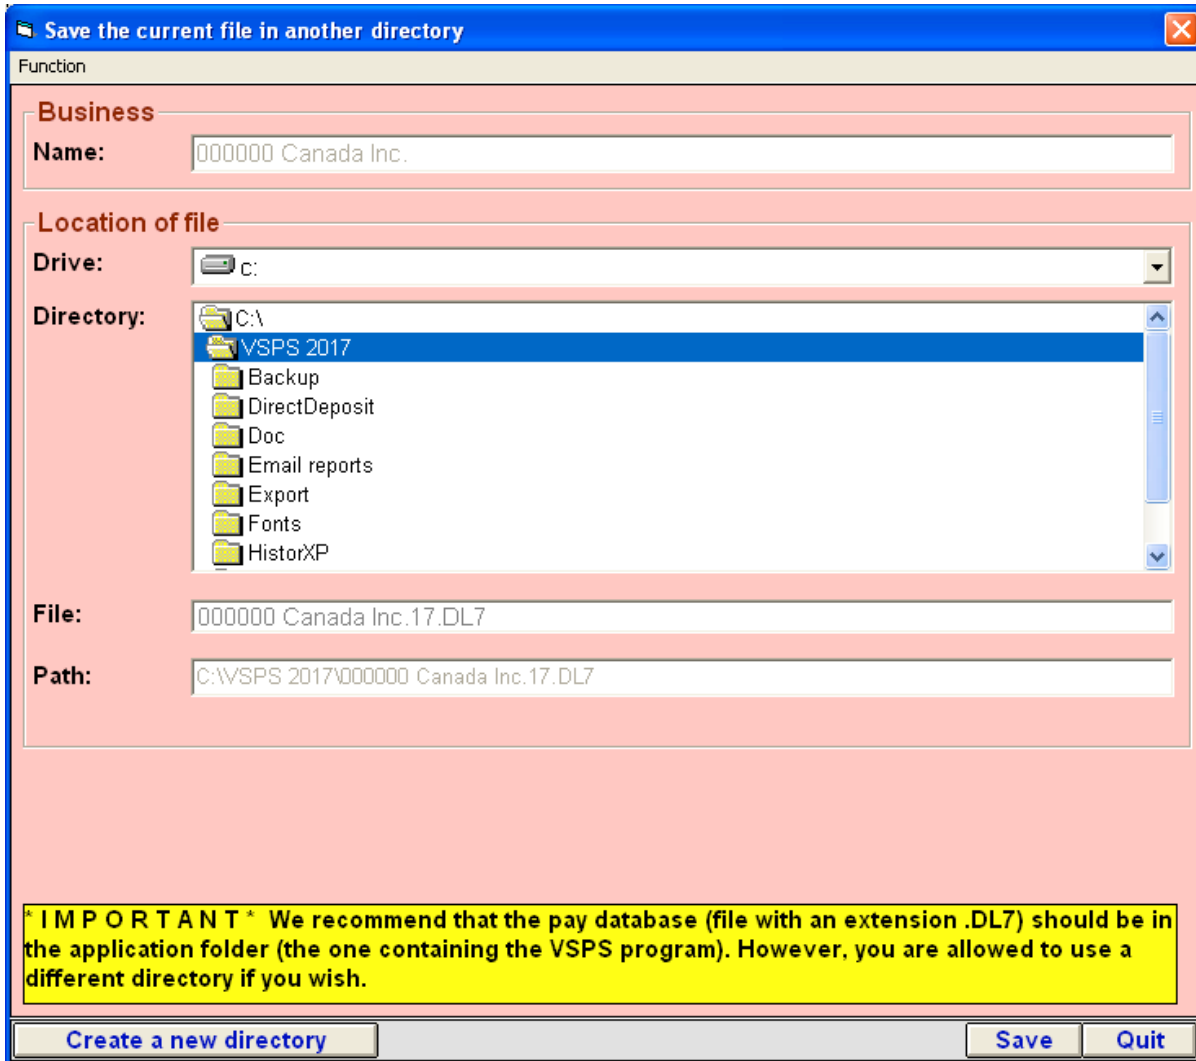 Save the current file in another directory
Function
Business
Name:
000000 Canada Inc.
Location of file
Drive:
c:
Directory:
C:\
VSPS 2017
Backup
DirectDeposit
Doc
Email reports
Export
Fonts
HistorXP
File:
000000 Canada Inc.17.DL7
Path:
C:\VSPS 2017\000000 Canada Inc.17.DL7
* I M P O R T A N T *  We recommend that the pay database (file with an extension .DL7) should be in
the application folder (the one containing the VSPS program). However, you are allowed to use a
different directory if you wish.
Create a new directory
Save
Quit